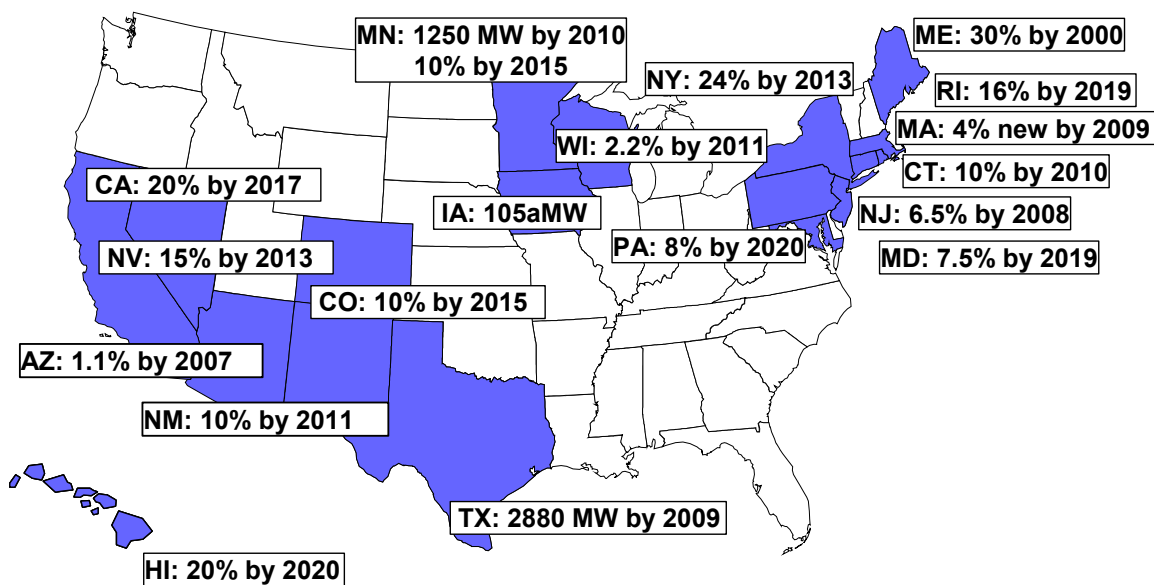 MN: 1250 MW by 2010
10% by 2015
ME: 30% by 2000
NY: 24% by 2013
RI: 16% by 2019
MA: 4% new by 2009
WI: 2.2% by 2011
CT: 10% by 2010
CA: 20% by 2017
IA: 105aMW
NJ: 6.5% by 2008
PA: 8% by 2020
NV: 15% by 2013
MD: 7.5% by 2019
CO: 10% by 2015
AZ: 1.1% by 2007
NM: 10% by 2011
TX: 2880 MW by 2009
HI: 20% by 2020